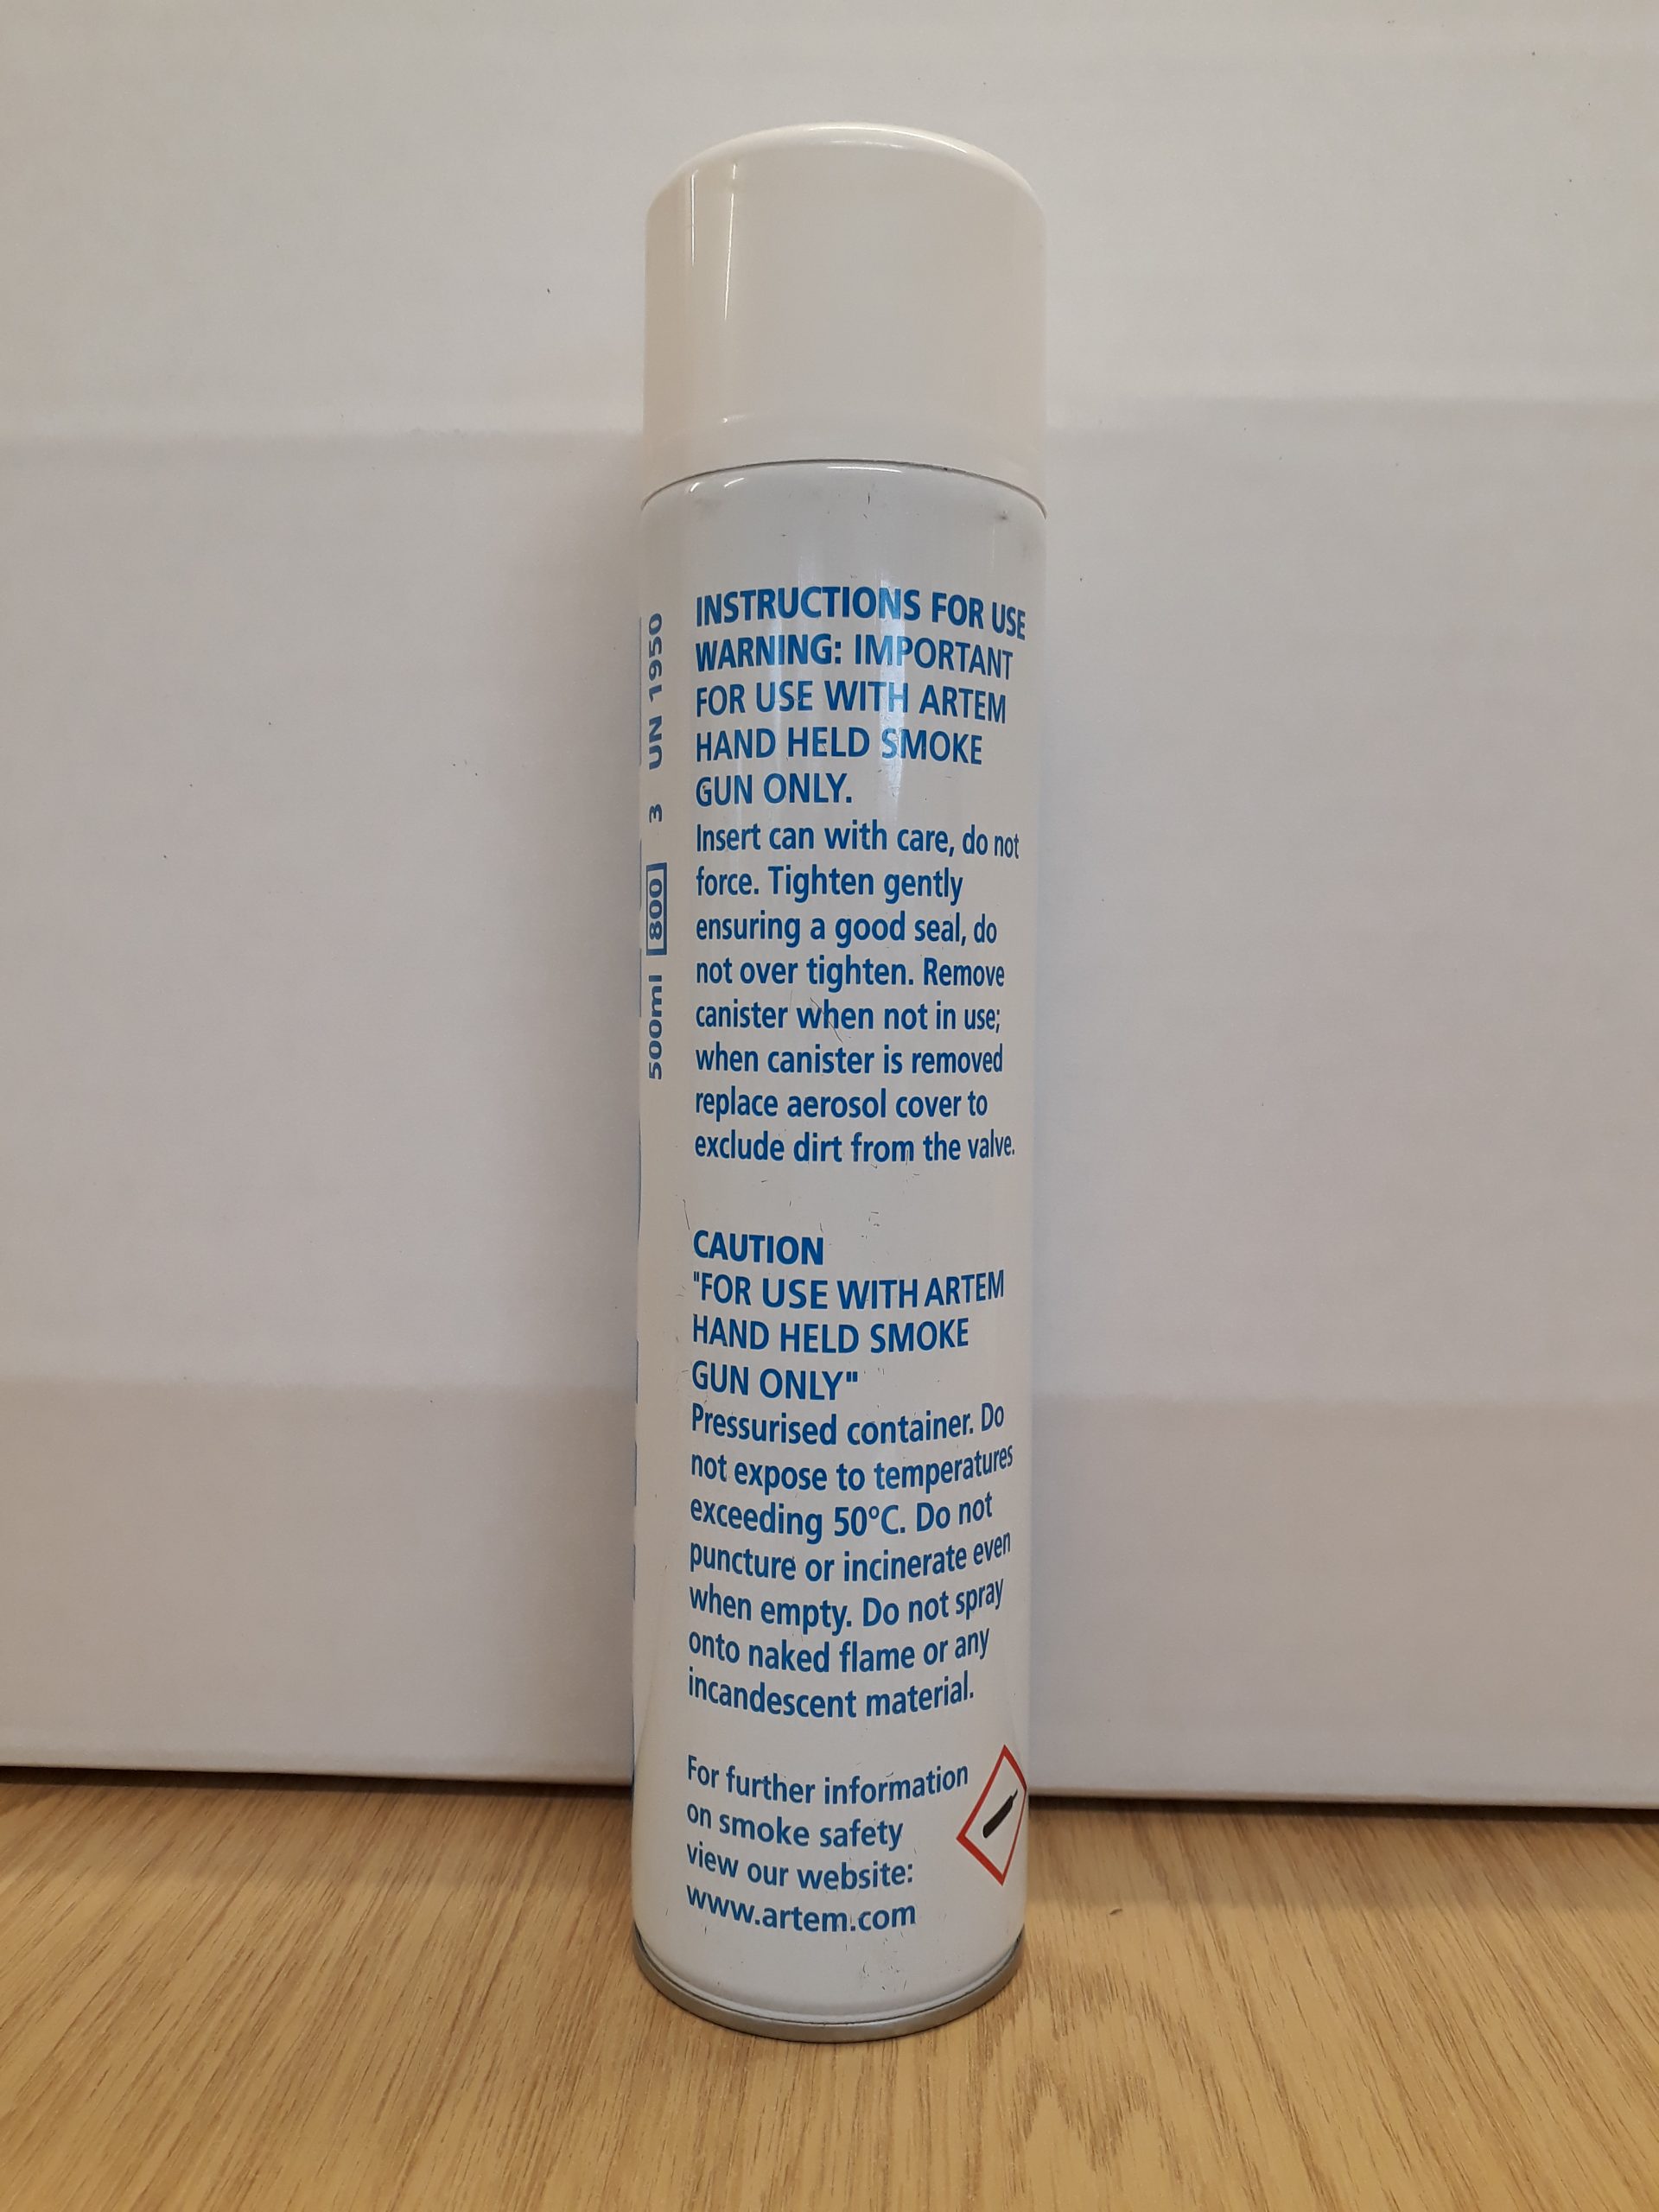 INSTRUCTIONS FOR USE
WARNING: IMPORTANT
FOR USE WITH ARTEM
HAND HELD SMOKE
GUN ONLY.
Insert can with care, do not
force. Tighten gently
ensuring a good seal, do
not over tighten. Remove
canister when not in use;
when canister is removed
replace aerosol cover to
exclude dirt from the valve.
CAUTION
"FOR USE WITH ARTEM
HAND HELD SMOKE
GUN ONLY"
Pressurised container. Do
not expose to temperatures
exceeding 50°C. Do not
puncture or incinerate even
when empty. Do not spray
onto naked flame or any
incandescent material.
For further information
on smoke safety
view our website:
www.artem.com
500ml 800 3 UN 1950